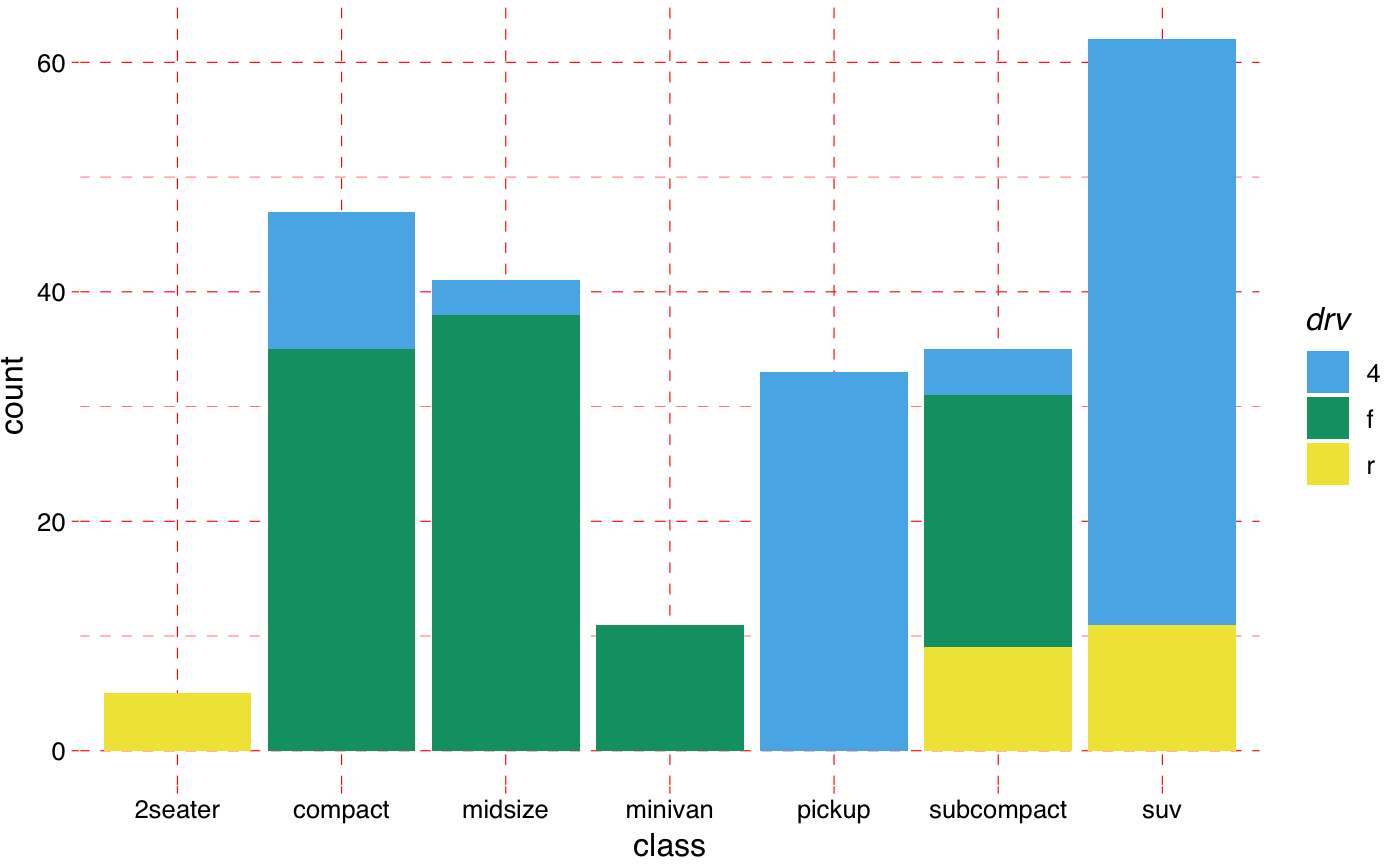 60
40
20
0
count
2seater compact midsize minivan pickup subcompact suv
class
drv
4
f
r